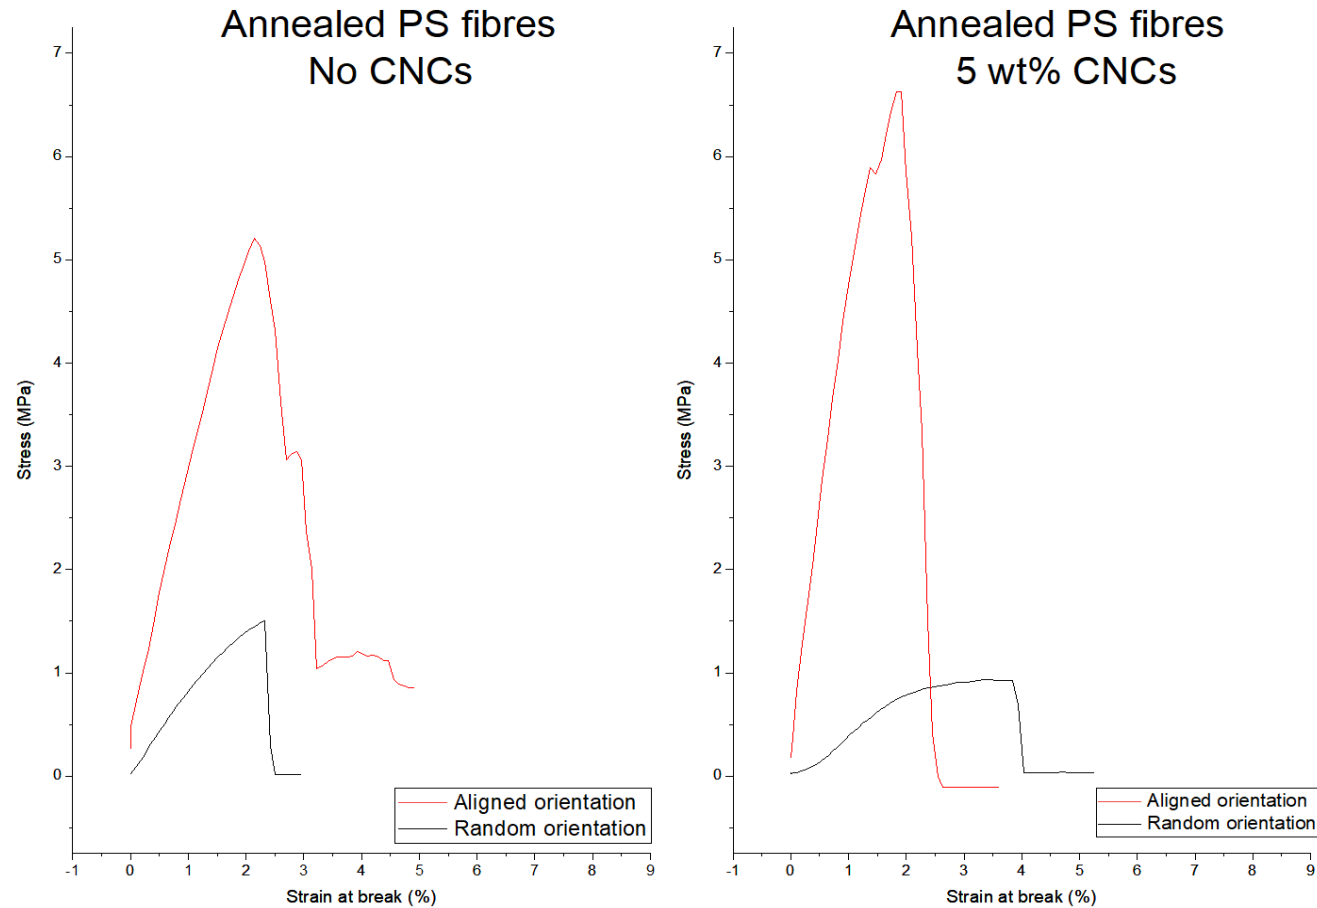 Annealed PS fibres
No CNCs
7
6
5
4
3
2
1
0
Stress (MPa)
-1 0 1 2 3 4 5 6 7 8 9
Strain at break (%)
Aligned orientation
Random orientation
Annealed PS fibres
5 wt% CNCs
7
6
5
4
3
2
1
0
Stress (MPa)
-1 0 1 2 3 4 5 6 7 8 9
Strain at break (%)
Aligned orientation
Random orientation